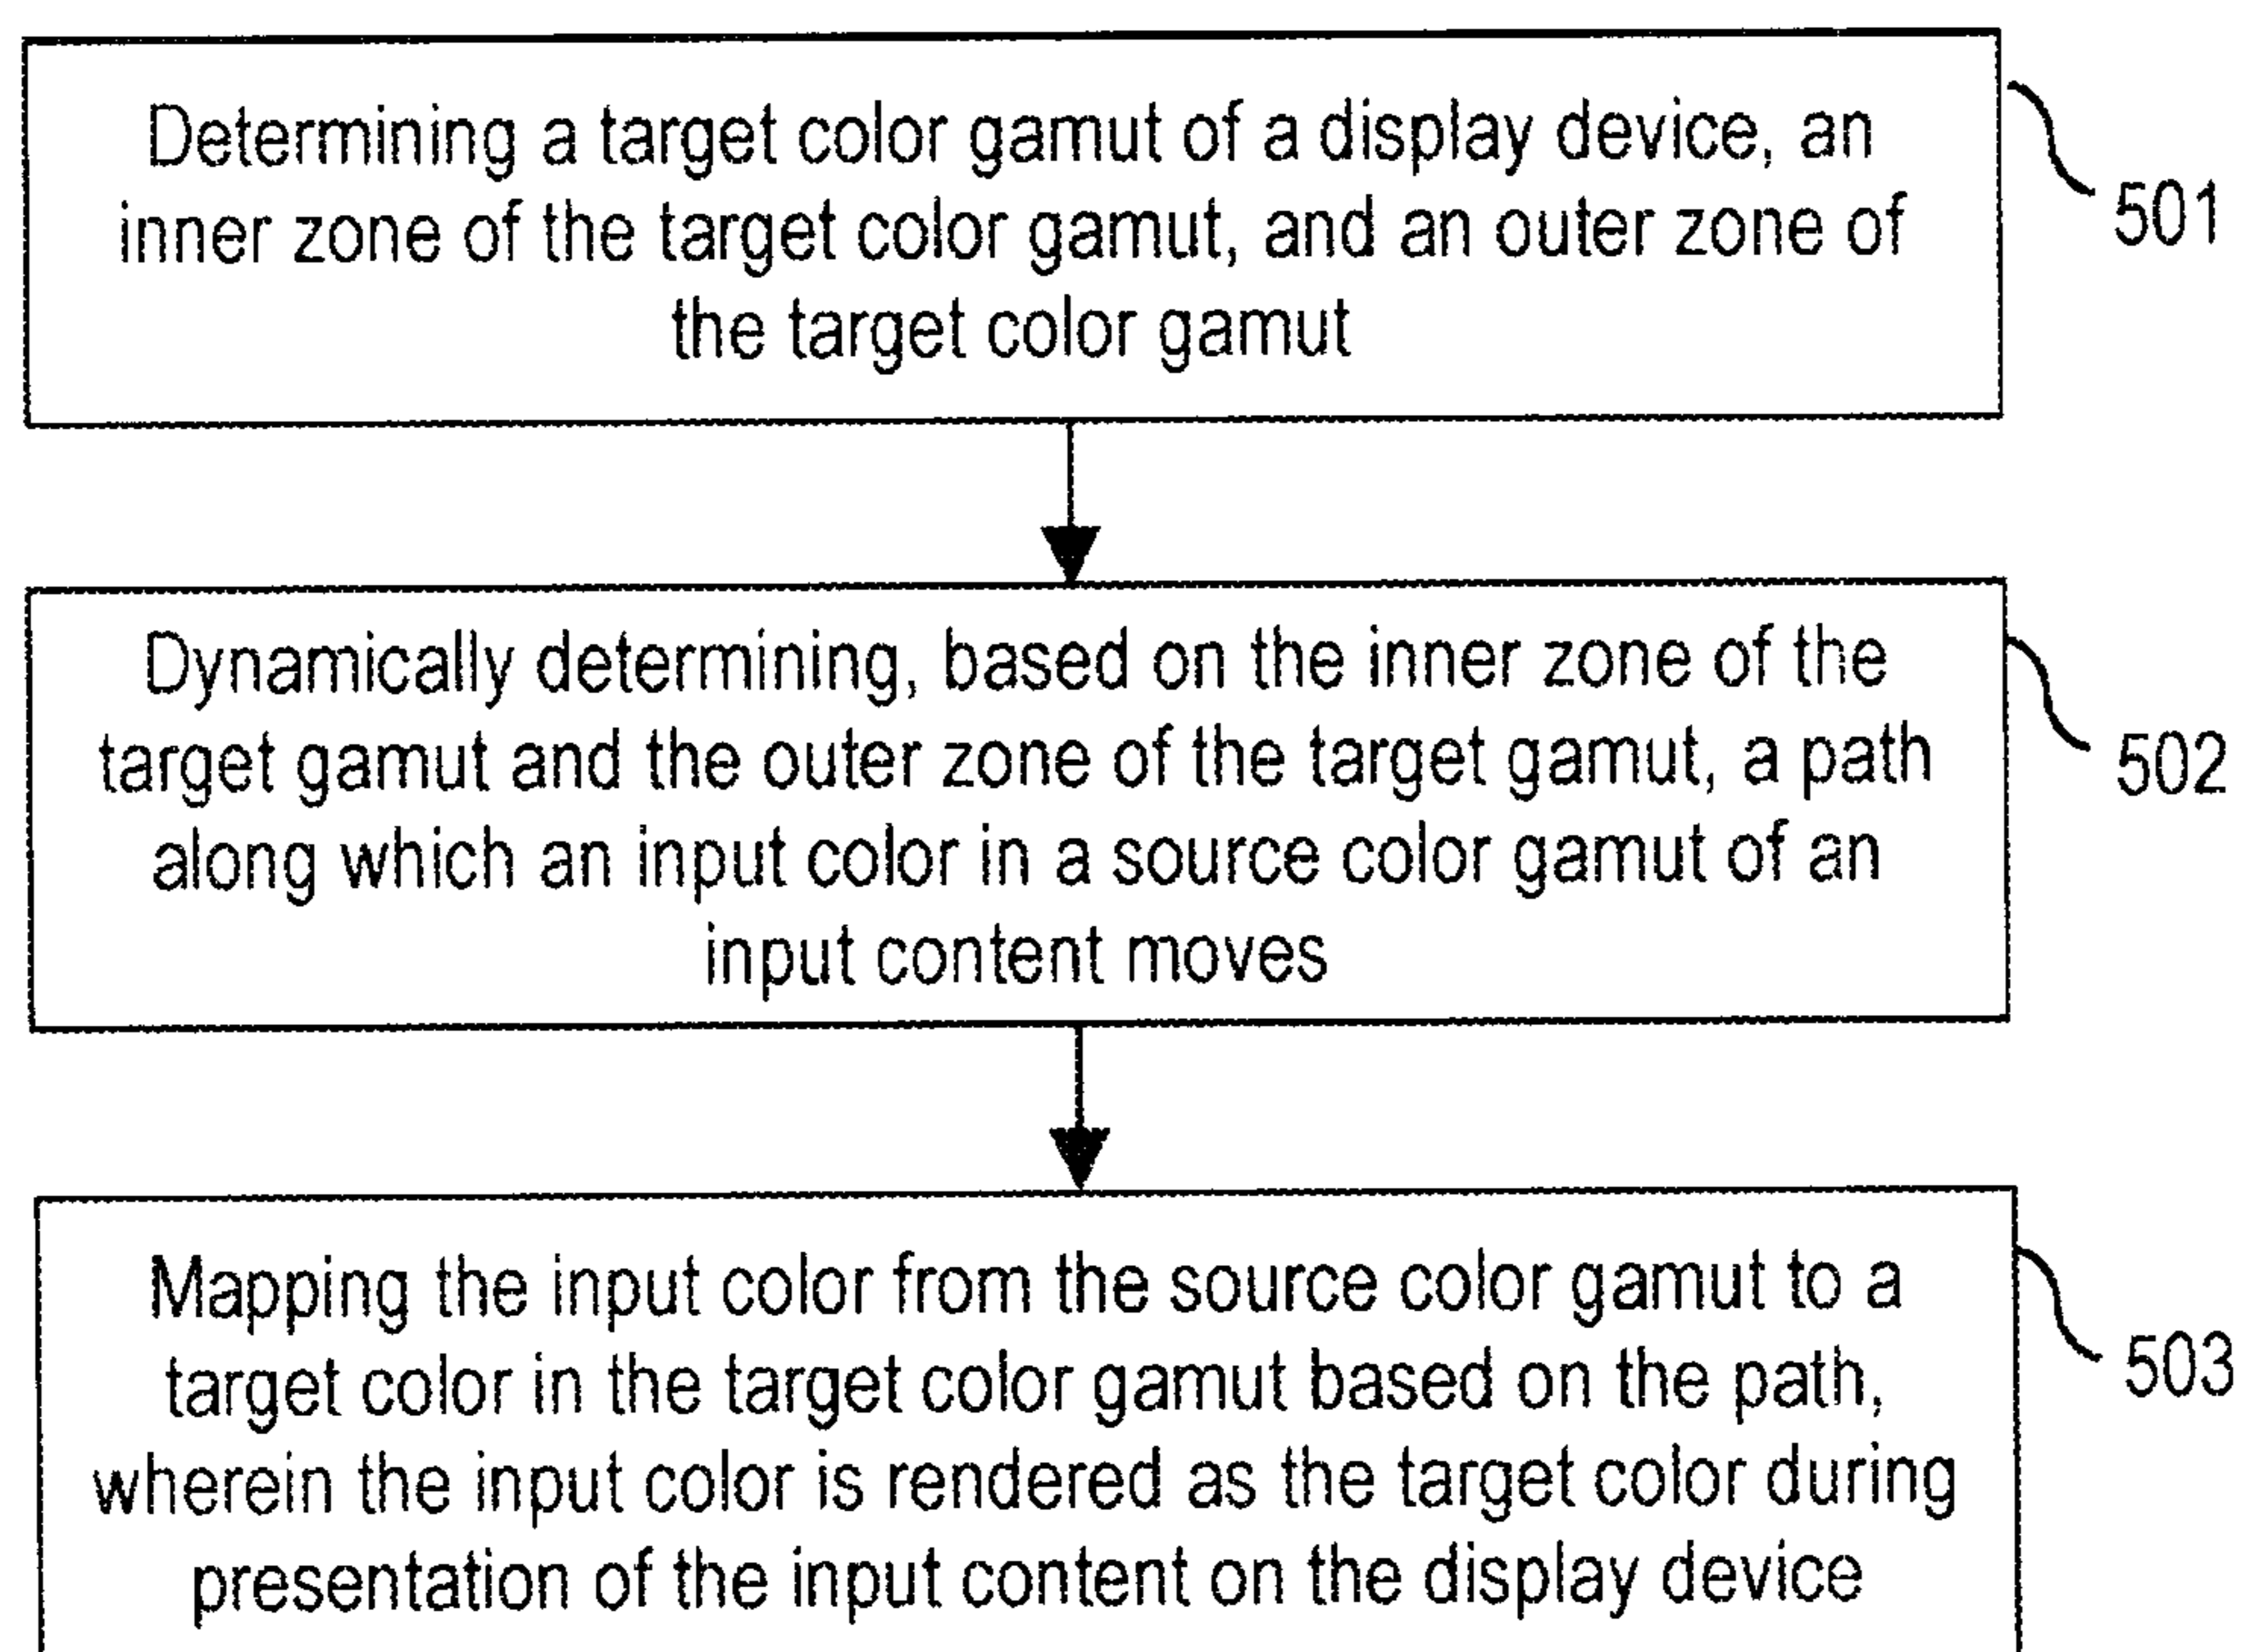 Determining a target color gamut of a display device, an
inner zone of the target color gamut, and an outer zone of
the target color gamut
501
Dynamically determining, based on the inner zone of the
target gamut and the outer zone of the target gamut, a path
along which an input color in a source color gamut of an
input content moves
502
Mapping the input color from the source color gamut to a
target color in the target color gamut based on the path,
wherein the input color is rendered as the target color during
presentation of the input content on the display device
503